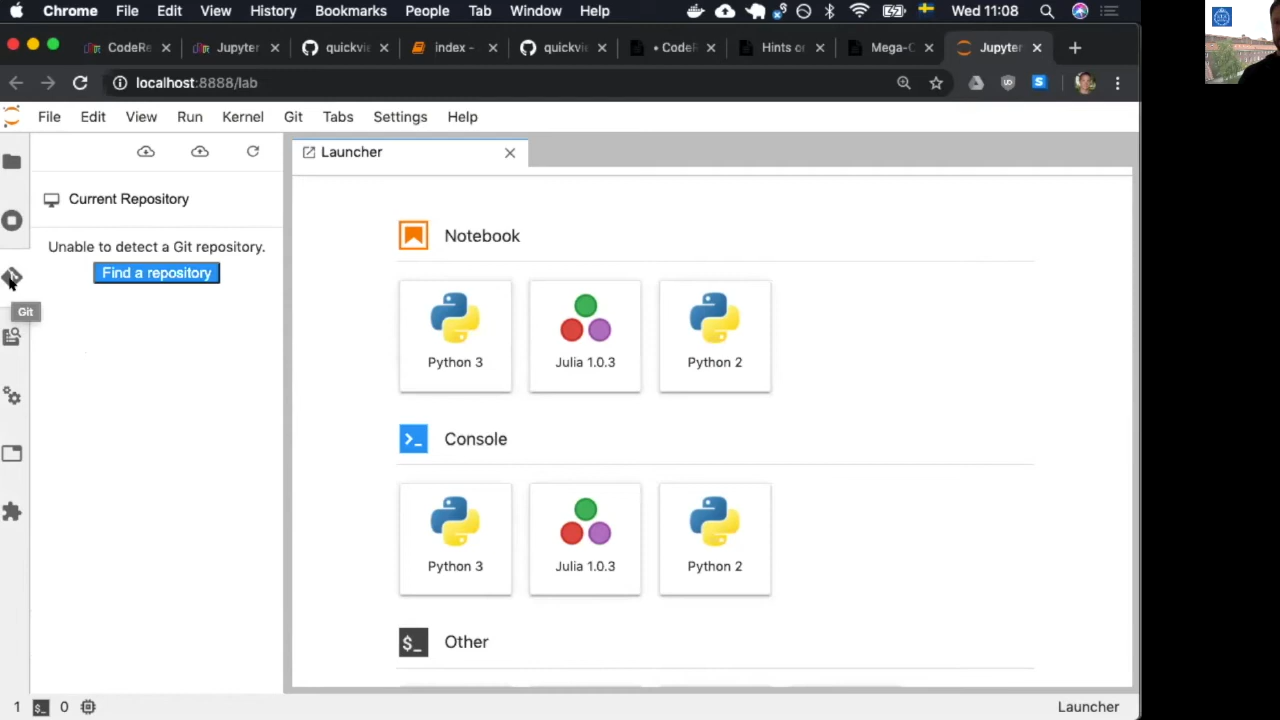 Chrome File Edit View History Bookmarks People Tab Window Help Wed 11:08
CodeRe Jupyter quickvie index - quickvie • CodeR Hints or Mega-C Jupyter
localhost:8888/lab
File Edit View Run Kernel Git Tabs Settings Help
Launcher
Current Repository
Unable to detect a Git repository.
Find a repository
Git
Notebook
Python 3 Julia 1.0.3 Python 2
Console
Python 3 Julia 1.0.3 Python 2
$_ Other
1 $_ 0 Launcher